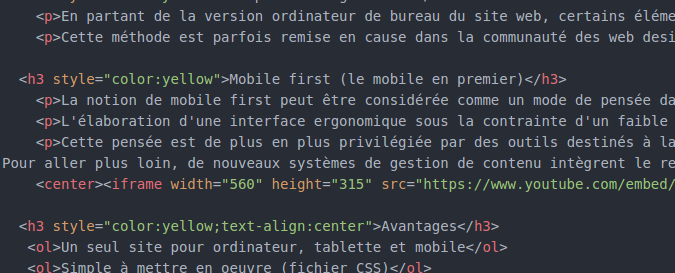 <p>En partant de la version ordinateur de bureau du site web, certains
<p>Cette méthode est parfois remise en cause dans la communauté des web
<h3 style="color:yellow">Mobile first (le mobile en premier)</h3>
<p>La notion de mobile first peut être considérée comme un mode de pensée
<p>L'élaboration d'une interface ergonomique sous la contrainte d'un faible
<p>Cette pensée est de plus en plus privilégiée par des outils destinés à la
Pour aller plus loin, de nouveaux systèmes de gestion de contenu intègrent le
<center><iframe width="560" height="315" src="https://www.youtube.com/embed/
<h3 style="color:yellow;text-align:center">Avantages</h3>
<ol>Un seul site pour ordinateur, tablette et mobile</ol>
<ol>Simple à mettre en oeuvre (fichier CSS)</ol>